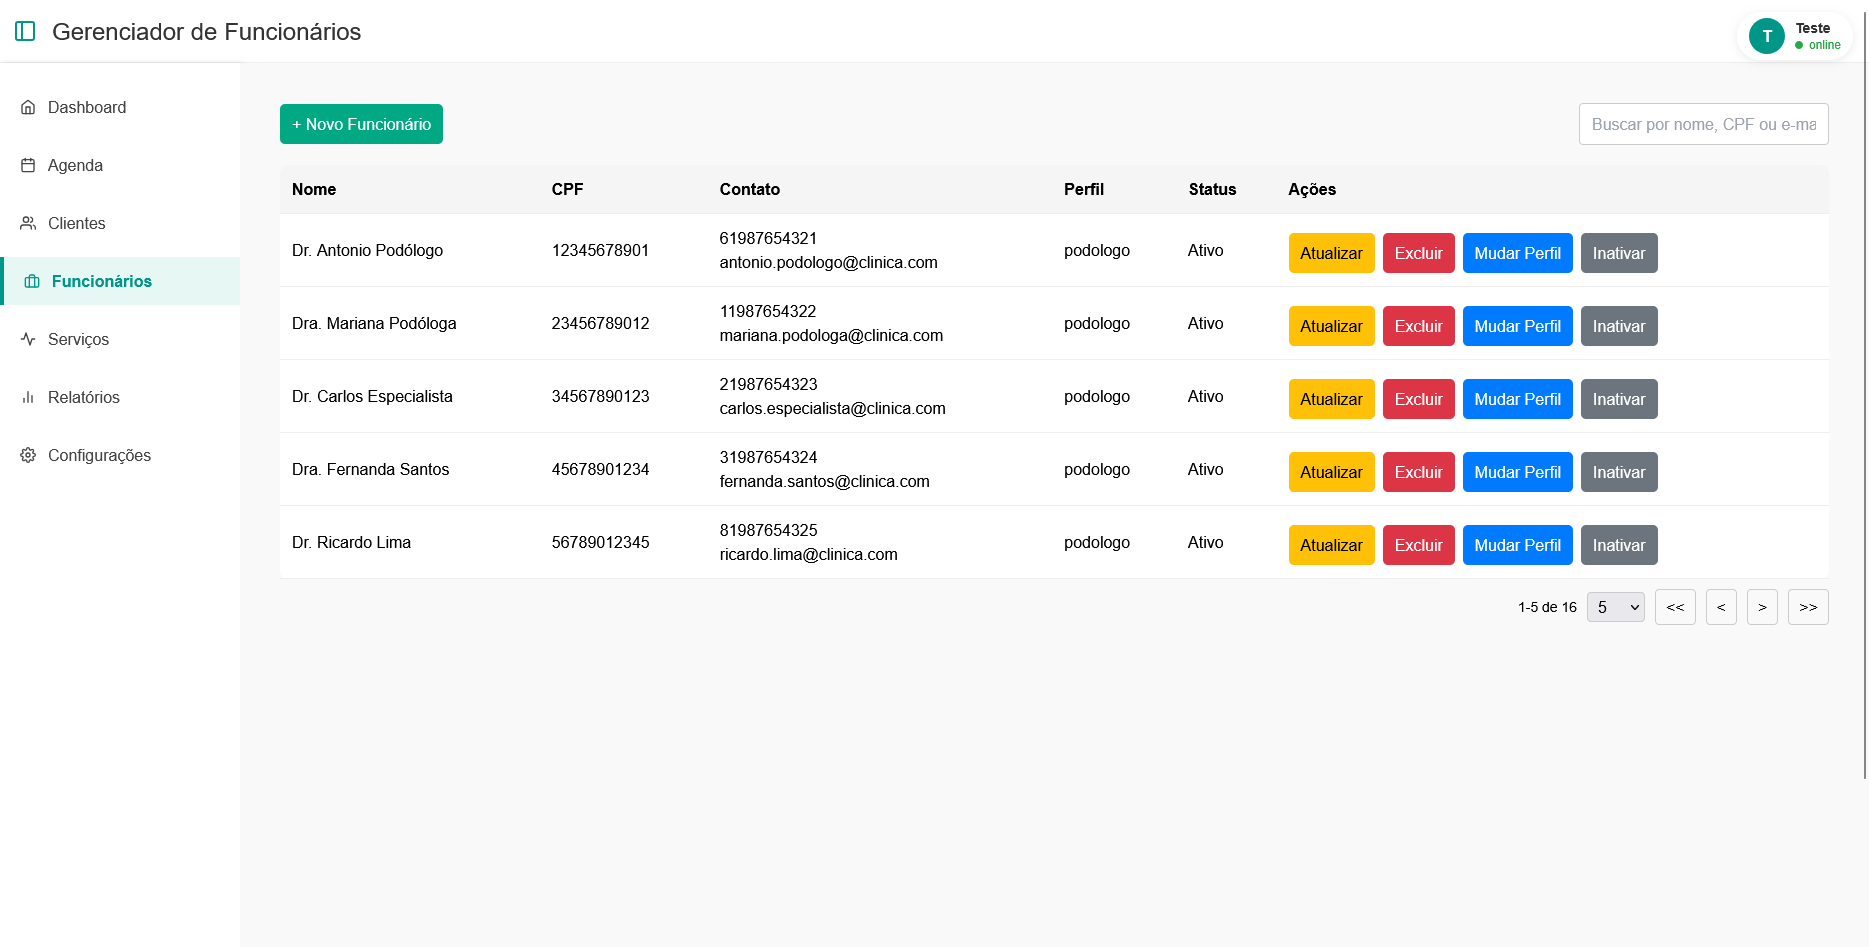 Gerenciador de Funcionários
T
Teste
online
Dashboard
Agenda
Clientes
Funcionários
Serviços
Relatórios
Configurações
+ Novo Funcionário
Buscar por nome, CPF ou e-ma
Nome CPF Contato Perfil Status Ações
Dr. Antonio Podólogo 12345678901 61987654321 antonio.podologo@clinica.com podologo Ativo Atualizar Excluir Mudar Perfil Inativar
Dra. Mariana Podóloga 23456789012 11987654322 mariana.podologa@clinica.com podologo Ativo Atualizar Excluir Mudar Perfil Inativar
Dr. Carlos Especialista 34567890123 21987654323 carlos.especialista@clinica.com podologo Ativo Atualizar Excluir Mudar Perfil Inativar
Dra. Fernanda Santos 45678901234 31987654324 fernanda.santos@clinica.com podologo Ativo Atualizar Excluir Mudar Perfil Inativar
Dr. Ricardo Lima 56789012345 81987654325 ricardo.lima@clinica.com podologo Ativo Atualizar Excluir Mudar Perfil Inativar
1-5 de 16 5 << < > >>